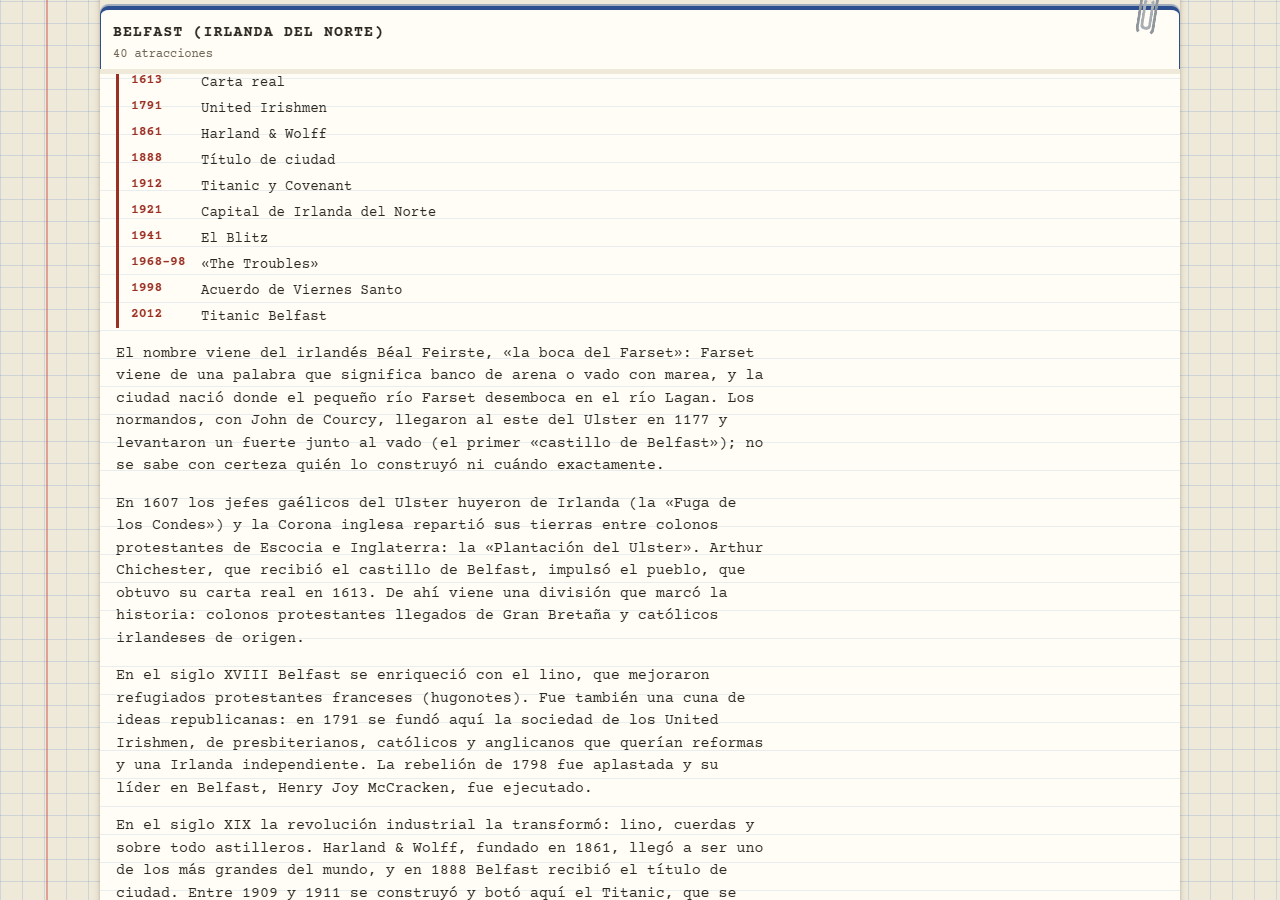 BELFAST (IRLANDA DEL NORTE)
40 atracciones
1613 Carta real
1791 United Irishmen
1861 Harland & Wolff
1888 Título de ciudad
1912 Titanic y Covenant
1921 Capital de Irlanda del Norte
1941 El Blitz
1968–98 «The Troubles»
1998 Acuerdo de Viernes Santo
2012 Titanic Belfast
El nombre viene del irlandés Béal Feirste, «la boca del Farset»: Farset
viene de una palabra que significa banco de arena o vado con marea, y la
ciudad nació donde el pequeño río Farset desemboca en el río Lagan. Los
normandos, con John de Courcy, llegaron al este del Ulster en 1177 y
levantaron un fuerte junto al vado (el primer «castillo de Belfast»); no
se sabe con certeza quién lo construyó ni cuándo exactamente.
En 1607 los jefes gaélicos del Ulster huyeron de Irlanda (la «Fuga de
los Condes») y la Corona inglesa repartió sus tierras entre colonos
protestantes de Escocia e Inglaterra: la «Plantación del Ulster». Arthur
Chichester, que recibió el castillo de Belfast, impulsó el pueblo, que
obtuvo su carta real en 1613. De ahí viene una división que marcó la
historia: colonos protestantes llegados de Gran Bretaña y católicos
irlandeses de origen.
En el siglo XVIII Belfast se enriqueció con el lino, que mejoraron
refugiados protestantes franceses (hugonotes). Fue también una cuna de
ideas republicanas: en 1791 se fundó aquí la sociedad de los United
Irishmen, de presbiterianos, católicos y anglicanos que querían reformas
y una Irlanda independiente. La rebelión de 1798 fue aplastada y su
líder en Belfast, Henry Joy McCracken, fue ejecutado.
En el siglo XIX la revolución industrial la transformó: lino, cuerdas y
sobre todo astilleros. Harland & Wolff, fundado en 1861, llegó a ser uno
de los más grandes del mundo, y en 1888 Belfast recibió el título de
ciudad. Entre 1909 y 1911 se construyó y botó aquí el Titanic, que se